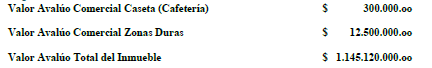 Valor Avalúo Comercial Caseta (Cafetería) $ 300.000.oo
Valor Avalúo Comercial Zonas Duras $ 12.500.000.oo
Valor Avalúo Total del Inmueble $ 1.145.120.000.oo